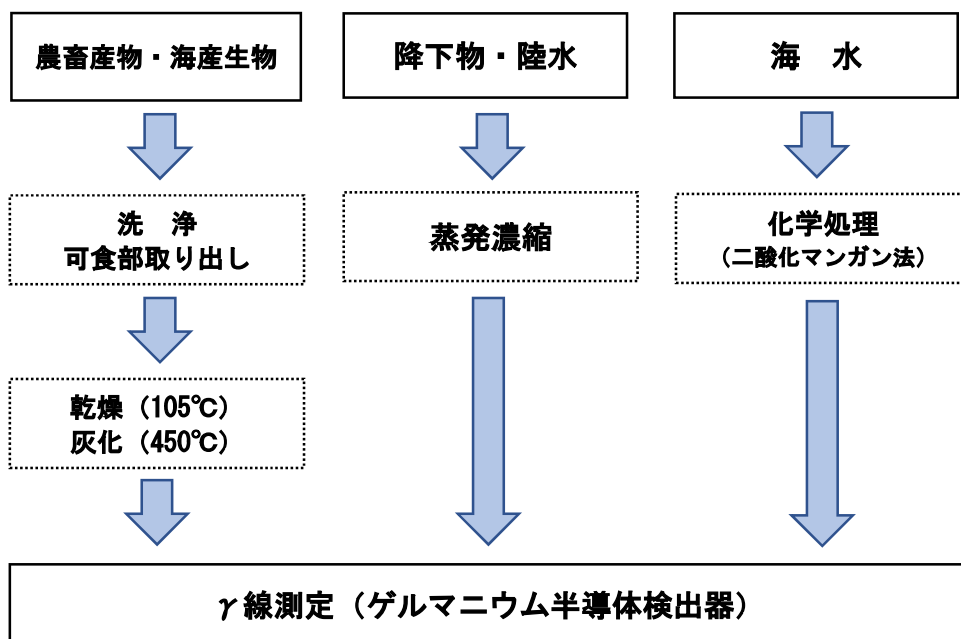 農畜産物・海産生物
降下物・陸水
海　水
洗　浄
可食部取り出し
蒸発濃縮
化学処理
（二酸化マンガン法）
乾燥（105℃）
灰化（450℃）
γ線測定（ゲルマニウム半導体検出器）